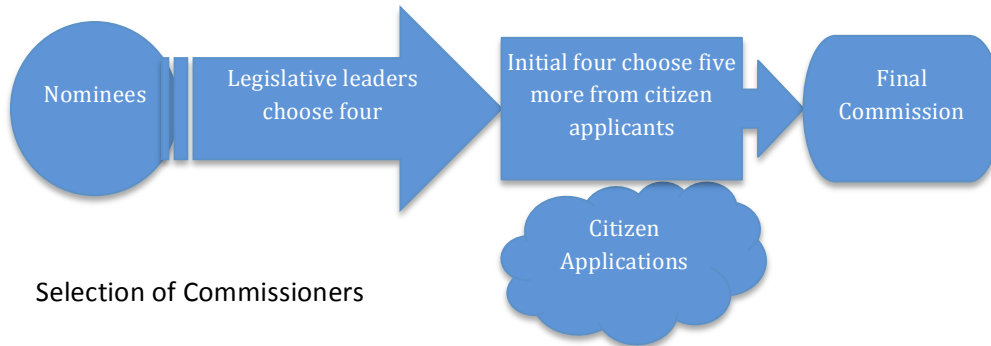 Nominees
Legislative leaders
choose four
Initial four choose five
more from citizen
applicants
Final
Commission
Citizen
Applications
Selection of Commissioners